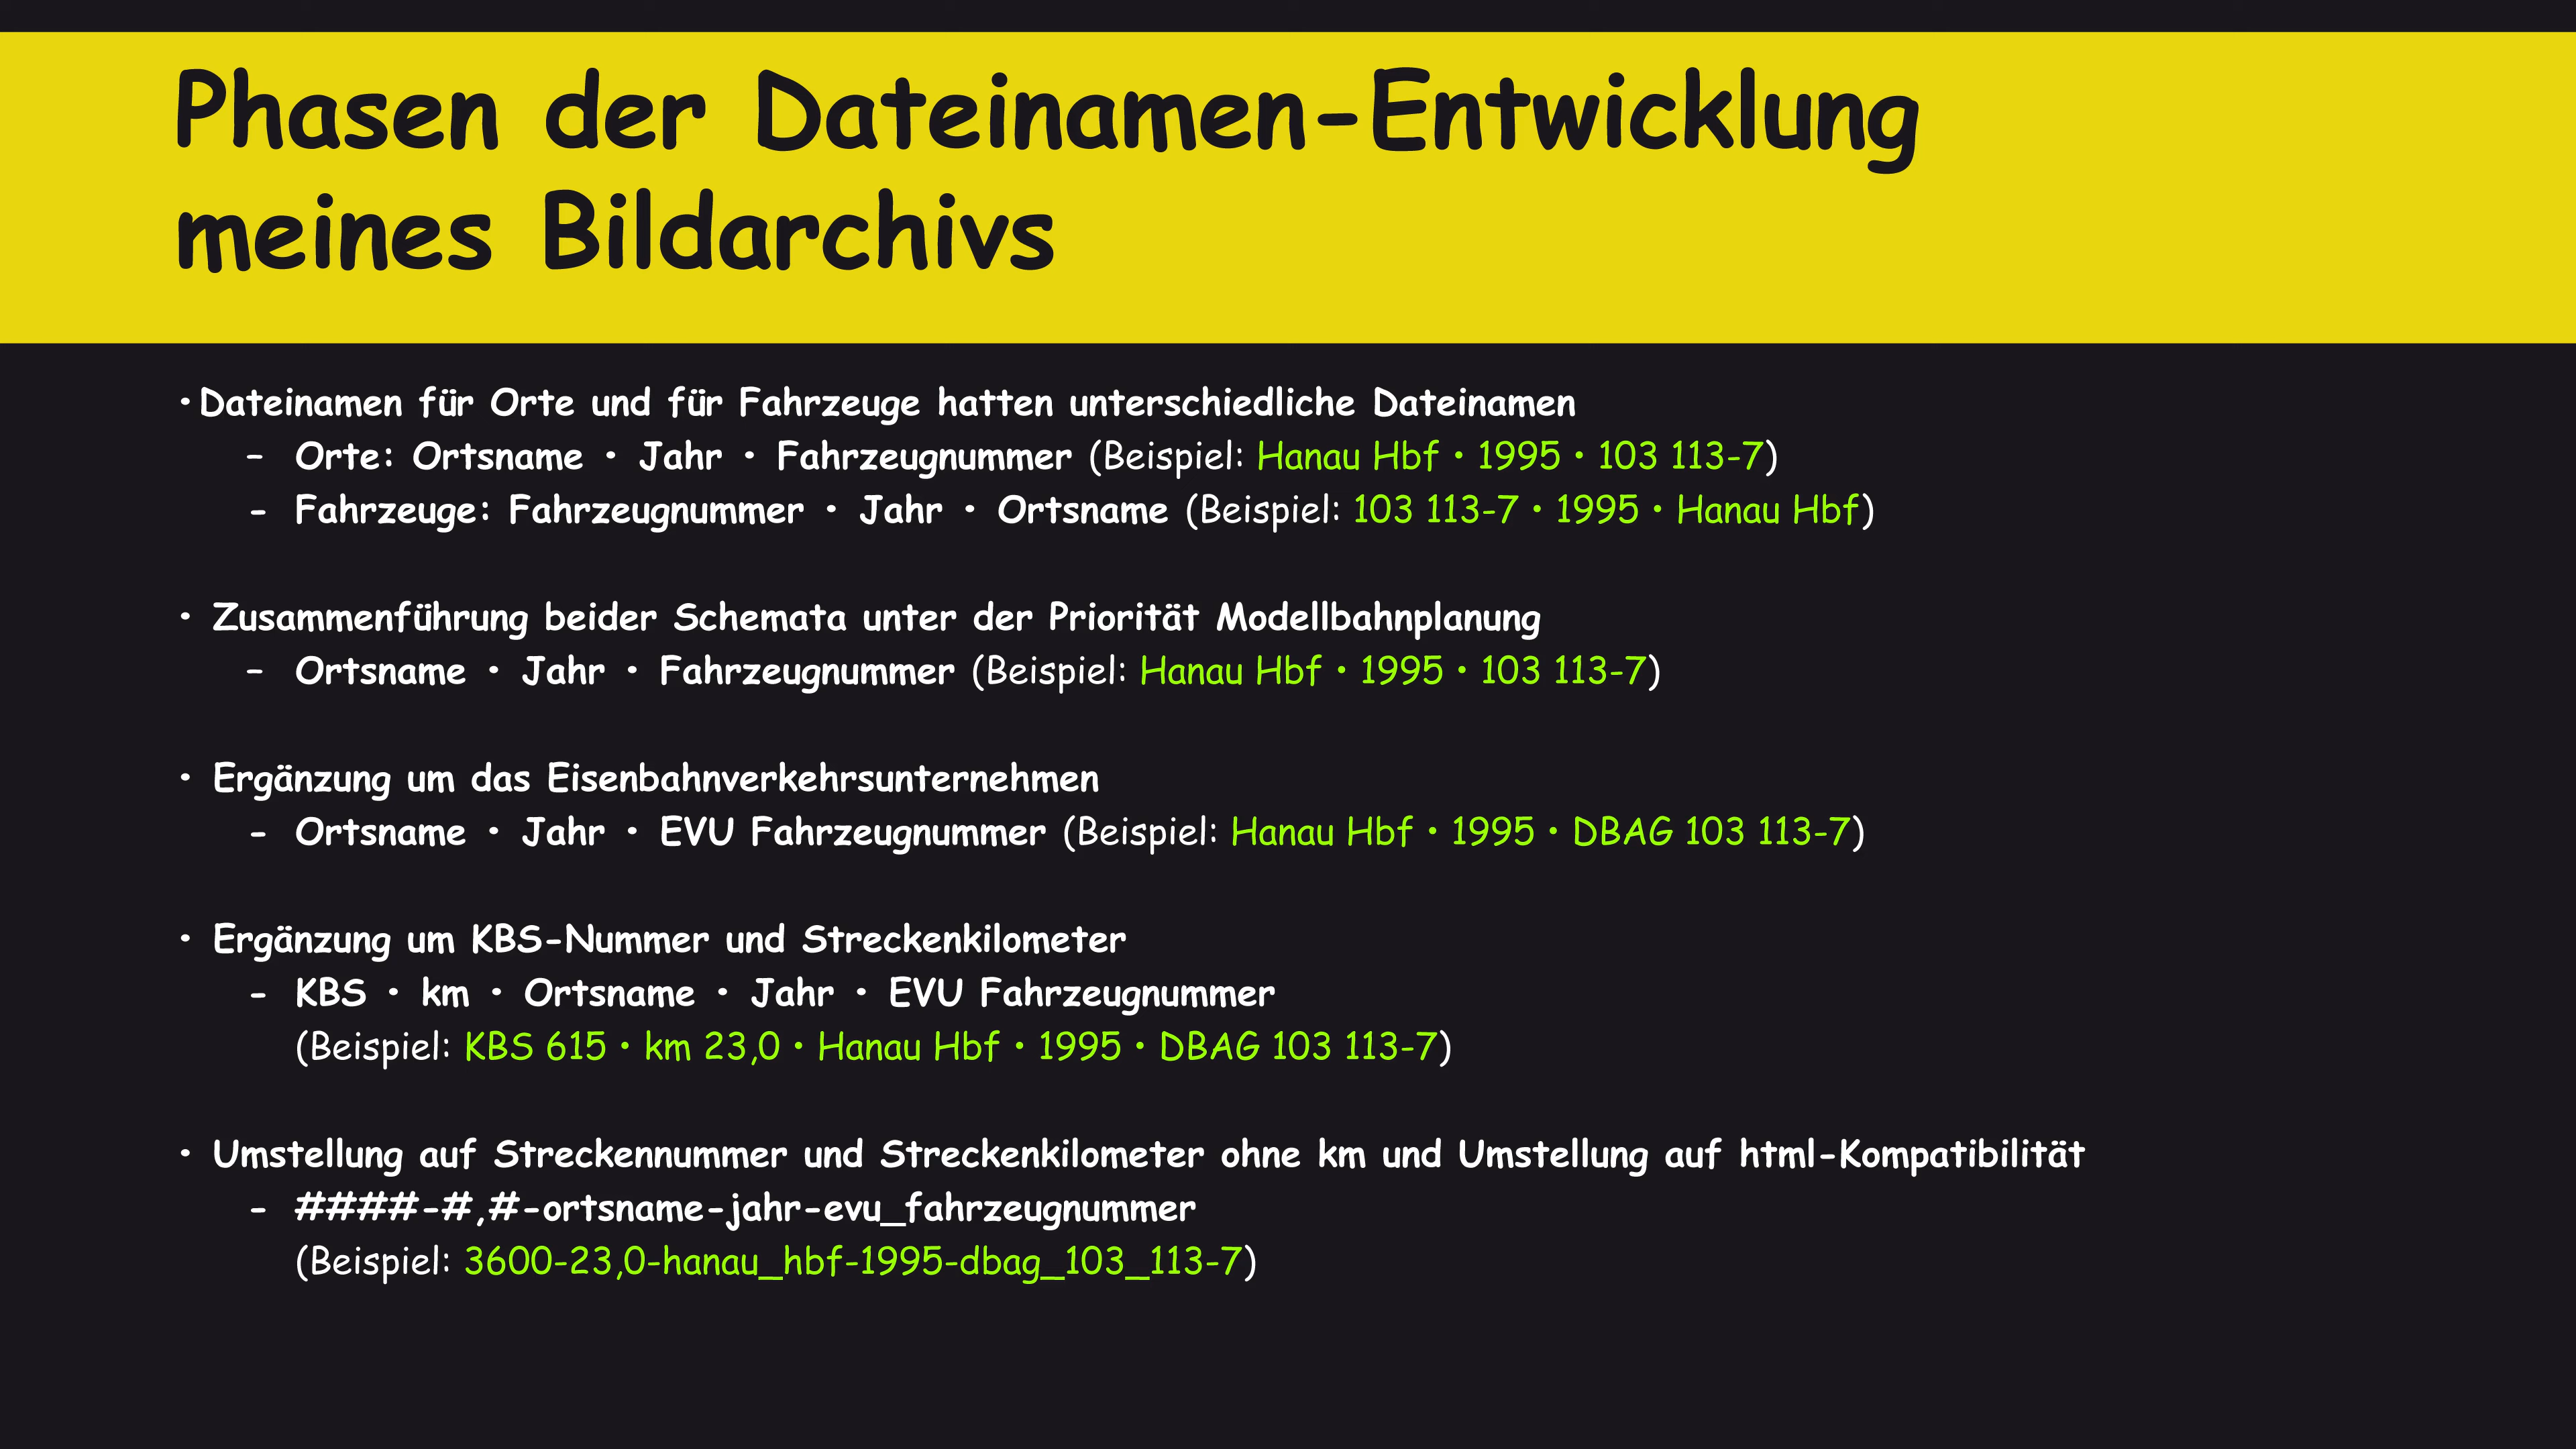 Phasen der Dateinamen-Entwicklung
meines Bildarchivs
• Dateinamen für Orte und für Fahrzeuge hatten unterschiedliche Dateinamen
- Orte: Ortsname • Jahr • Fahrzeugnummer (Beispiel: Hanau Hbf • 1995 • 103 113-7)
- Fahrzeuge: Fahrzeugnummer • Jahr • Ortsname (Beispiel: 103 113-7 • 1995 • Hanau Hbf)
• Zusammenführung beider Schemata unter der Priorität Modellbahnplanung
- Ortsname • Jahr • Fahrzeugnummer (Beispiel: Hanau Hbf • 1995 • 103 113-7)
• Ergänzung um das Eisenbahnverkehrsunternehmen
- Ortsname • Jahr • EVU Fahrzeugnummer (Beispiel: Hanau Hbf • 1995 • DBAG 103 113-7)
• Ergänzung um KBS-Nummer und Streckenkilometer
- KBS • km • Ortsname • Jahr • EVU Fahrzeugnummer
(Beispiel: KBS 615 • km 23,0 • Hanau Hbf • 1995 • DBAG 103 113-7)
• Umstellung auf Streckennummer und Streckenkilometer ohne km und Umstellung auf html-Kompatibilität
- ####-#,#-ortsname-jahr-evu_fahrzeugnummer
(Beispiel: 3600-23,0-hanau_hbf-1995-dbag_103_113-7)